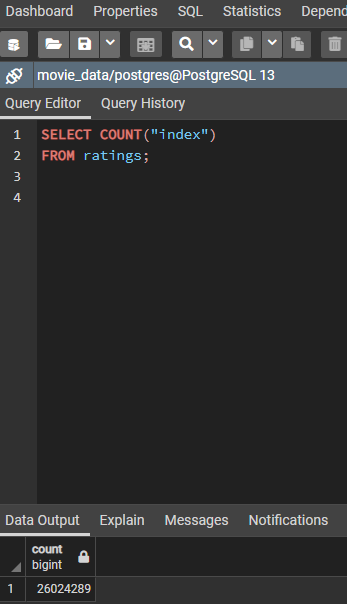 Dashboard Properties SQL Statistics Depend
movie_data/postgres@PostgreSQL 13
Query Editor Query History
1 SELECT COUNT("index")
2 FROM ratings;
3
4
Data Output Explain Messages Notifications
count
bigint
1 26024289